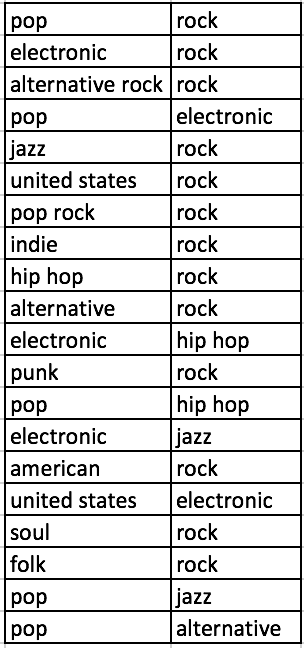 pop rock
electronic rock
alternative rock rock
pop electronic
jazz rock
united states rock
pop rock rock
indie rock
hip hop rock
alternative rock
electronic hip hop
punk rock
pop hip hop
electronic jazz
american rock
united states electronic
soul rock
folk rock
pop jazz
pop alternative